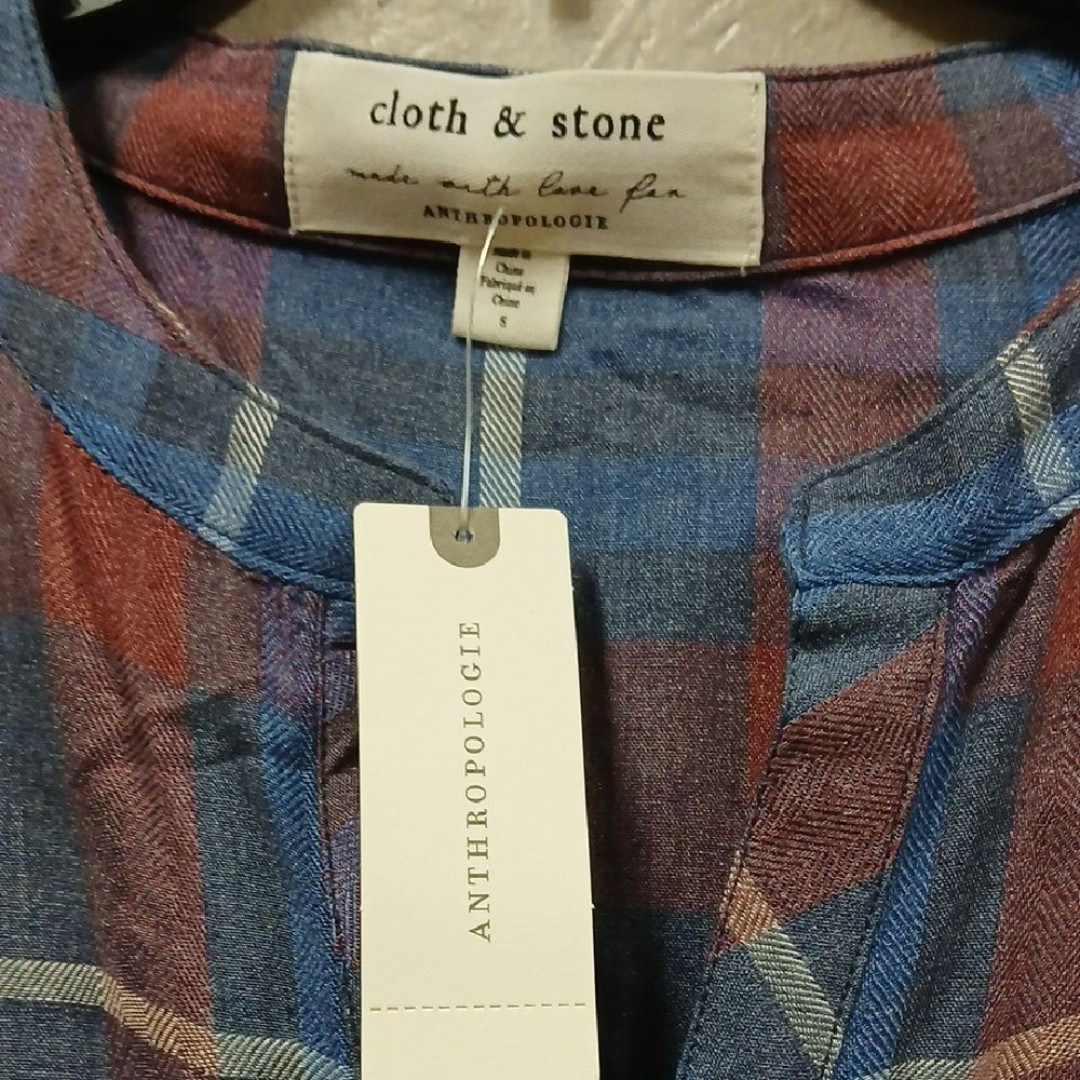 cloth & stone
made with love for
ANTHROPOLOGIE
Made in
China
Fabriqué en
Chine
S
ANTHROPOLOGIE